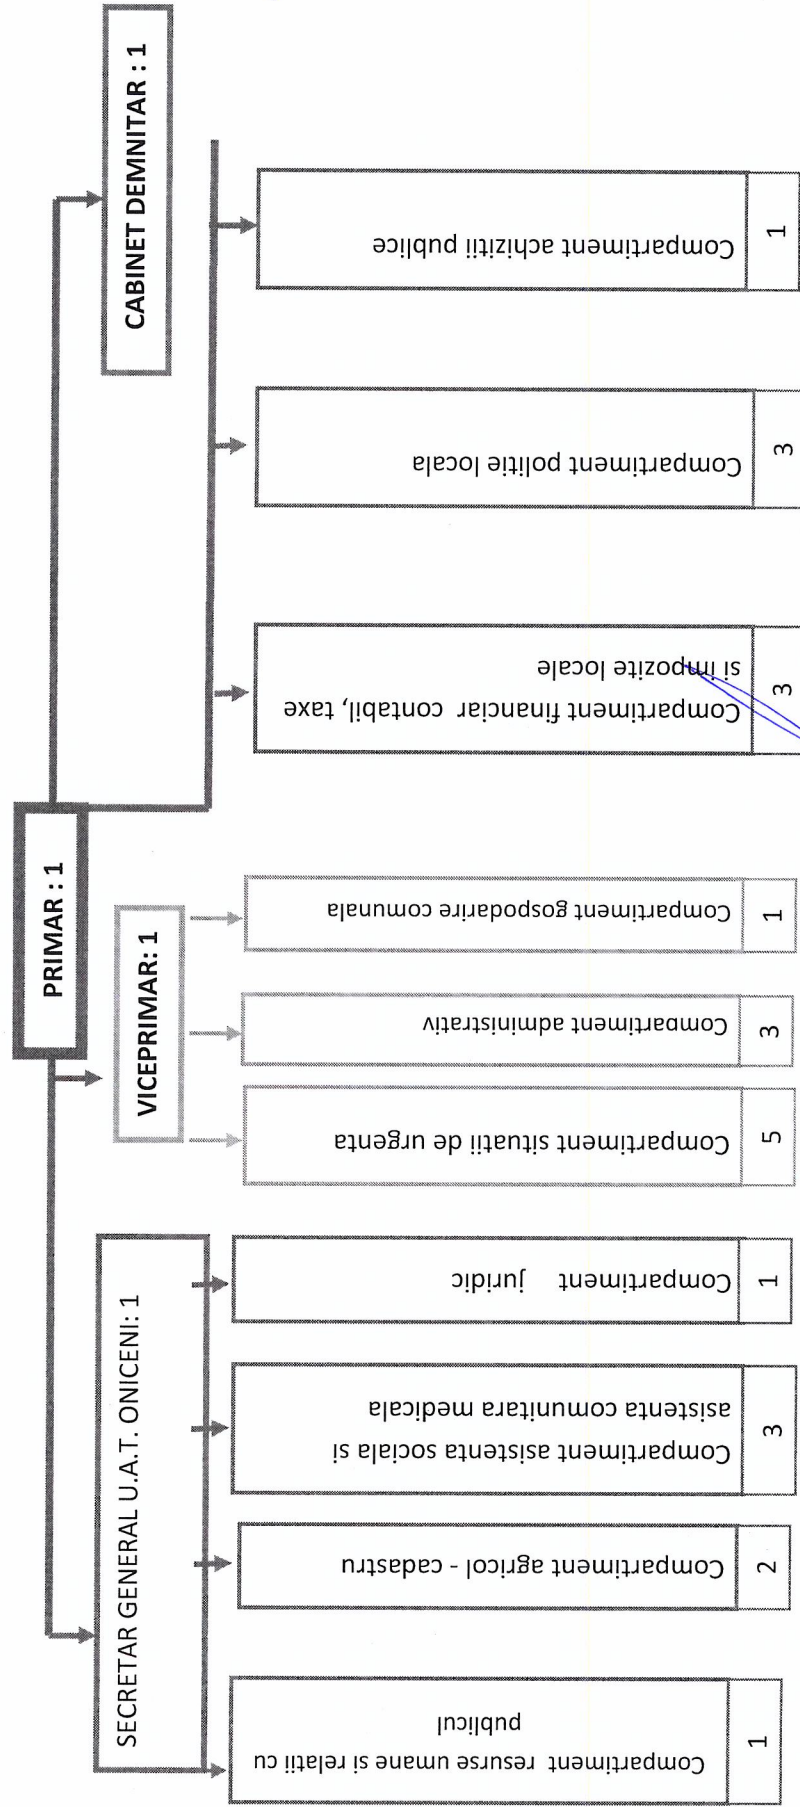 PRIMAR : 1
CABINET DEMNITAR : 1
VICEPRIMAR: 1
SECRETAR GENERAL U.A.T. ONICENI: 1
Compartiment resurse umane si relatii cu
publicul
1
Compartiment agricol - cadastru
2
Compartiment asistenta sociala si
asistenta comunitara medicala
3
Compartiment juridic
1
Compartiment situatii de urgenta
5
Compartiment administrativ
3
Compartiment gospodarire comunala
1
Compartiment financiar contabil, taxe
si impozite locale
3
Compartiment politie locala
3
Compartiment achizitii publice
1